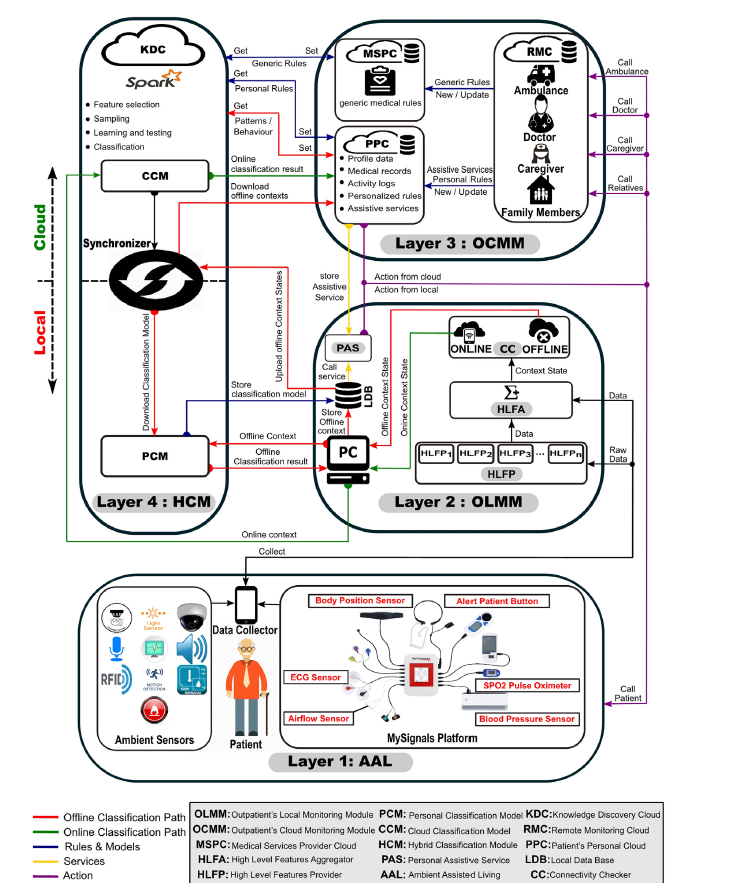 KDC
Spark
• Feature selection
• Sampling
• Learning and testing
• Classification
CCM
Synchronizer
Cloud
Local
Download Classification Model
PCM
Layer 4 : HCM
Get
Set
Generic Rules
Get
Personal Rules
Get
Patterns /
Behaviour
Set
Set
Online
classification result
Download
offline contexts
MSPC
generic medical rules
PPC
• Profile data
• Medical records
• Activity logs
• Personalized rules
• Assistive services
Generic Rules
New / Update
Assistive Services
Personal Rules
New / Update
RMC
Ambulance
Doctor
Caregiver
Family Members
Layer 3 : OCMM
Call
Ambulance
Call
Doctor
Call
Caregiver
Call
Relatives
store
Assistive
Service
Action from cloud
Action from local
Upload offline Context States
PAS
Call
service
LDB
Store
Offline
context
Store
classification model
Offline Context
Offline
Classification result
PC
Offline Context State
Onine Context State
ONLINE
CC
OFFLINE
Context State
Σ+
HLFA
Data
HLFP1
HLFP2
HLFP3
...
HLFPn
HLFP
Data
Raw
Data
Layer 2 : OLMM
Online context
Collect
Light
Sensor
RFID
MOTION
DETECTION
Ambient Sensors
Data Collector
Patient
Body Position Sensor
Alert Patient Button
ECG Sensor
SPO2 Pulse Oximeter
Airflow Sensor
Blood Pressure Sensor
MySignals Platform
Layer 1: AAL
Call
Patient
Offline Classification Path
Online Classification Path
Rules & Models
Services
Action
OLMM: Outpatient's Local Monitoring Module PCM: Personal Classification Model KDC:Knowledge Discovery Cloud
OCMM: Outpatient's Cloud Monitoring Module CCM: Cloud Classification Model RMC: Remote Monitoring Cloud
MSPC: Medical Services Provider Cloud HCM: Hybrid Classification Module PPC:Patient's Personal Cloud
HLFA: High Level Features Aggregator PAS: Personal Assistive Service LDB:Local Data Base
HLFP: High Level Features Provider AAL: Ambient Assisted Living CC:Connectivity Checker